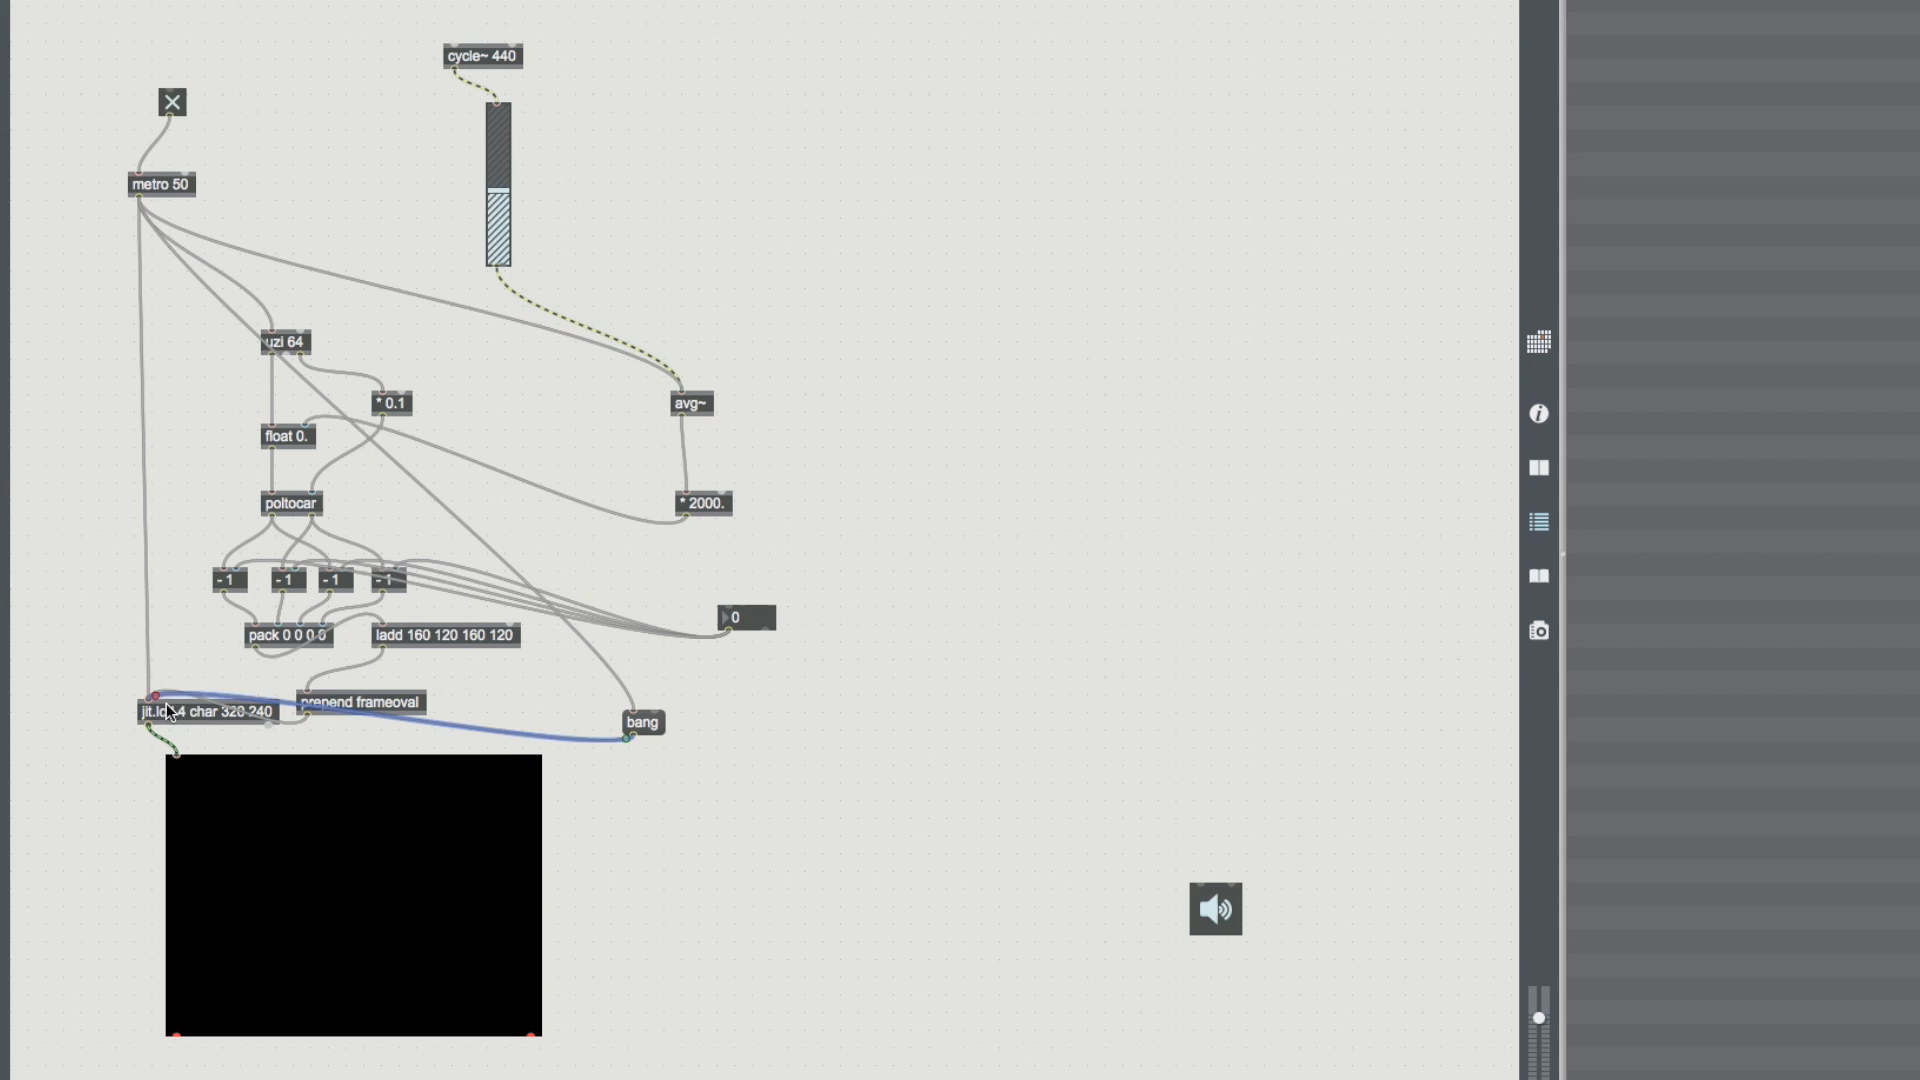 cycle~ 440
metro 50
uzi 64
* 0.1
avg~
float 0.
poltocar
* 2000.
- 1
- 1
- 1
- 1
0
pack 0 0 0 0
ladd 160 120 160 120
prepend frameoval
4 char 320 240
bang